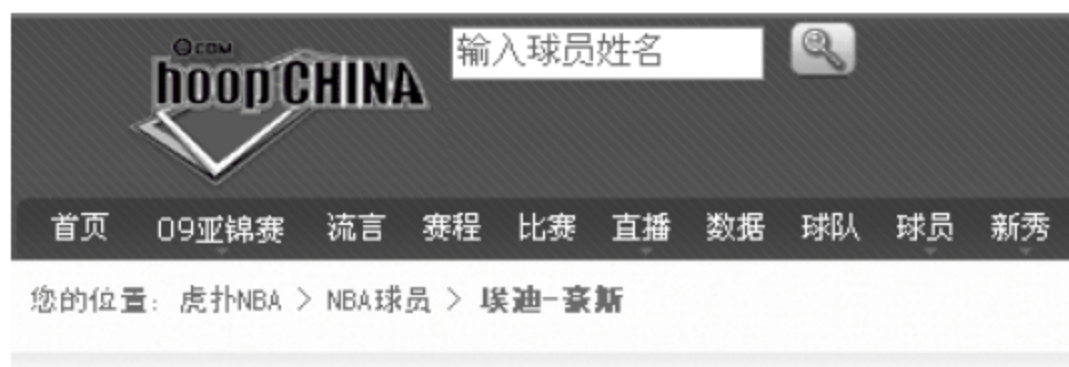 输入球员姓名
.COM
hoopCHINA
首页 09亚锦赛 流言 赛程 比赛 直播 数据 球队 球员 新秀
您的位置：虎扑NBA > NBA球员 > 埃迪-豪斯